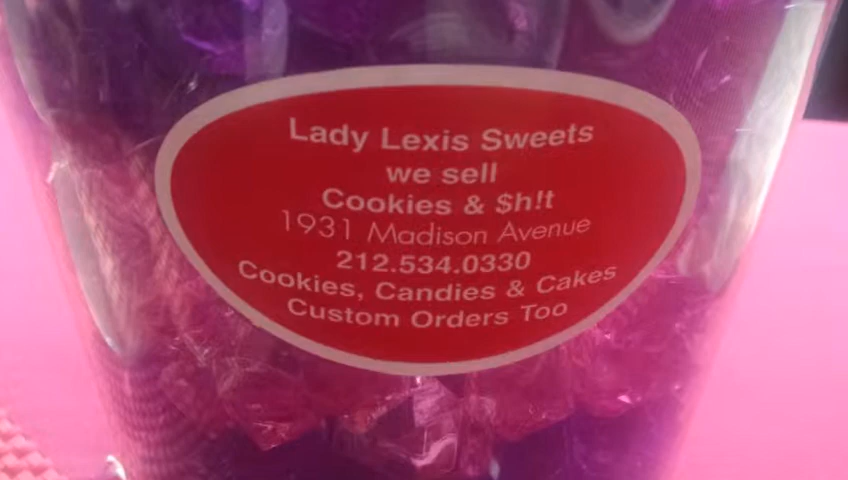 Lady Lexis Sweets
we sell
Cookies & $h!t
1931 Madison Avenue
212.534.0330
Cookies, Candies & Cakes
Custom Orders Too